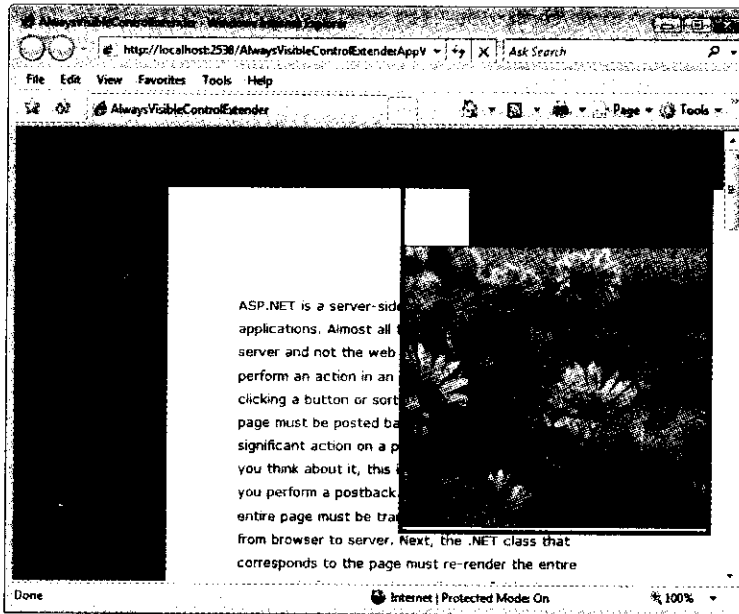 AlwaysVisibleControlExtender - Windows Internet Explorer
http://localhost:2538/AlwaysVisibleControlExtenderAppV
Ask Search
File Edit View Favorites Tools Help
AlwaysVisibleControlExtender
Page Tools
ASP.NET is a server-side
applications. Almost all
server and not the web
perform an action in an
clicking a button or sort
page must be posted ba
significant action on a p
you think about it, this
you perform a postback
entire page must be tra
from browser to server. Next, the .NET class that
corresponds to the page must re-render the entire
Done
Internet | Protected Mode: On
100%